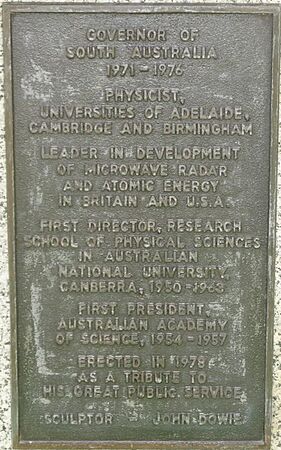 GOVERNOR OF
SOUTH AUSTRALIA
1971-1976
PHYSICIST,
UNIVERSITIES OF ADELAIDE,
CAMBRIDGE AND BIRMINGHAM
LEADER IN DEVELOPMENT
OF MICROWAVE RADAR
AND ATOMIC ENERGY
IN BRITAIN AND U.S.A.
FIRST DIRECTOR, RESEARCH
SCHOOL OF PHYSICAL SCIENCES
IN AUSTRALIAN
NATIONAL UNIVERSITY,
CANBERRA, 1950-1963
FIRST PRESIDENT,
AUSTRALIAN ACADEMY
OF SCIENCE, 1954-1957
ERECTED IN 1978
AS A TRIBUTE TO
HIS GREAT PUBLIC SERVICE
SCULPTOR JOHN DOWIE